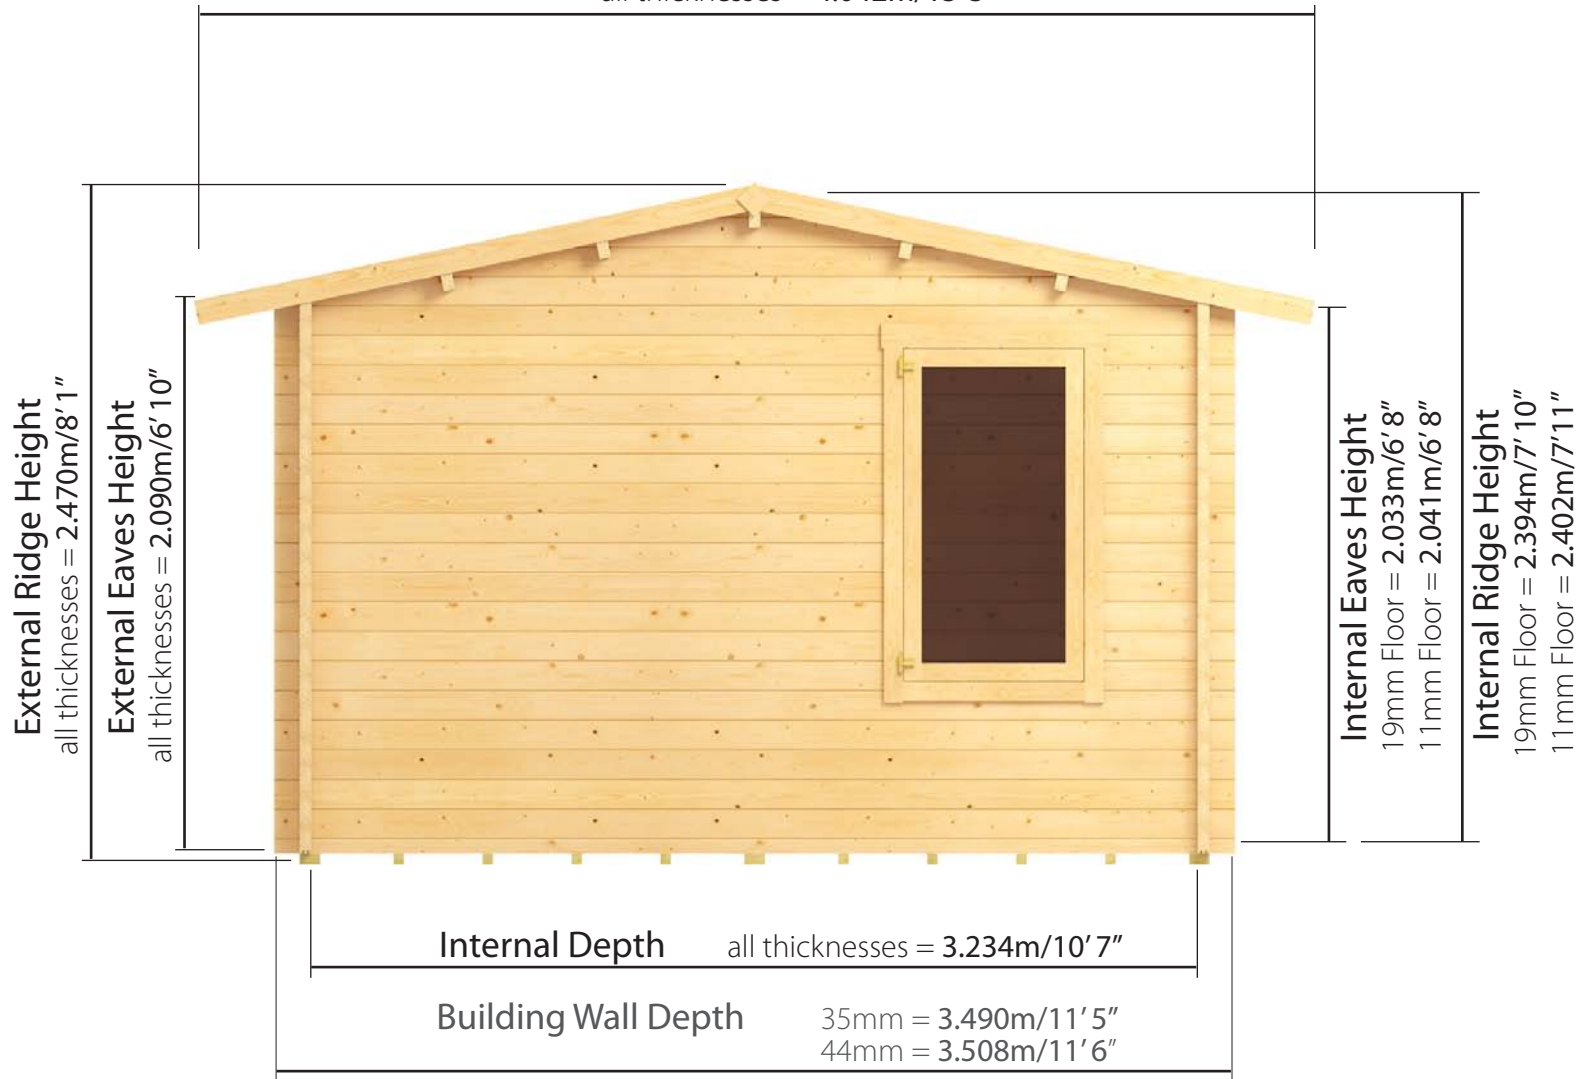 External Ridge Height
all thicknesses = 2.470m/8’ 1”
External Eaves Height
all thicknesses = 2.090m/6’ 10”
Internal Eaves Height
19mm Floor = 2.033m/6’ 8”
11mm Floor = 2.041m/6’ 8”
Internal Ridge Height
19mm Floor = 2.394m/7’ 10”
11mm Floor = 2.402m/7’11”
Internal Depth all thicknesses = 3.234m/10’ 7”
Building Wall Depth 35mm = 3.490m/11’ 5”
44mm = 3.508m/11’ 6”